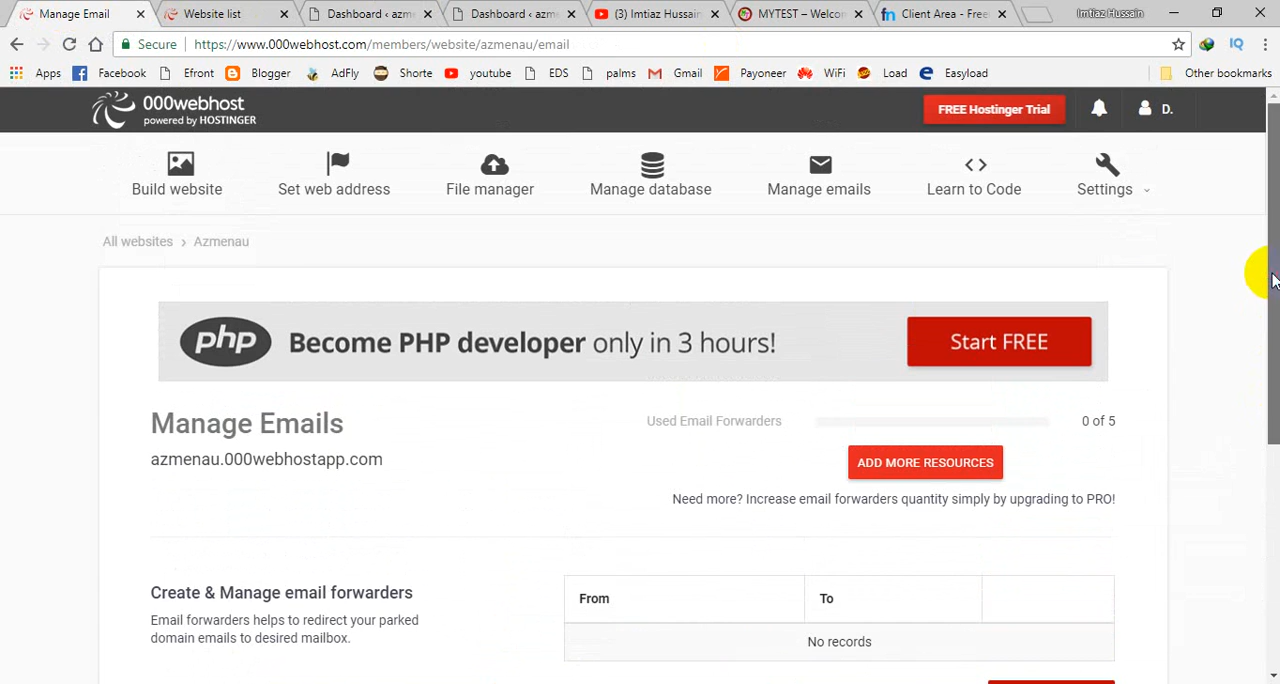 Manage Email
Website list
Dashboard ‹ azme
Dashboard ‹ azme
(3) Imtiaz Hussain
MYTEST – Welcom
Client Area - Free
Imtiaz Hussain
Secure
https://www.000webhost.com/members/website/azmenau/email
IQ
Apps
Facebook
Efront
Blogger
AdFly
Shorte
youtube
EDS
palms
Gmail
Payoneer
WiFi
Load
Easyload
Other bookmarks
000webhost
powered by HOSTINGER
FREE Hostinger Trial
D.
Build website
Set web address
File manager
Manage database
Manage emails
Learn to Code
Settings
All websites › Azmenau
php
Become PHP developer only in 3 hours!
Start FREE
Manage Emails
azmenau.000webhostapp.com
Used Email Forwarders
0 of 5
ADD MORE RESOURCES
Need more? Increase email forwarders quantity simply by upgrading to PRO!
Create & Manage email forwarders
Email forwarders helps to redirect your parked
domain emails to desired mailbox.
From
To
No records